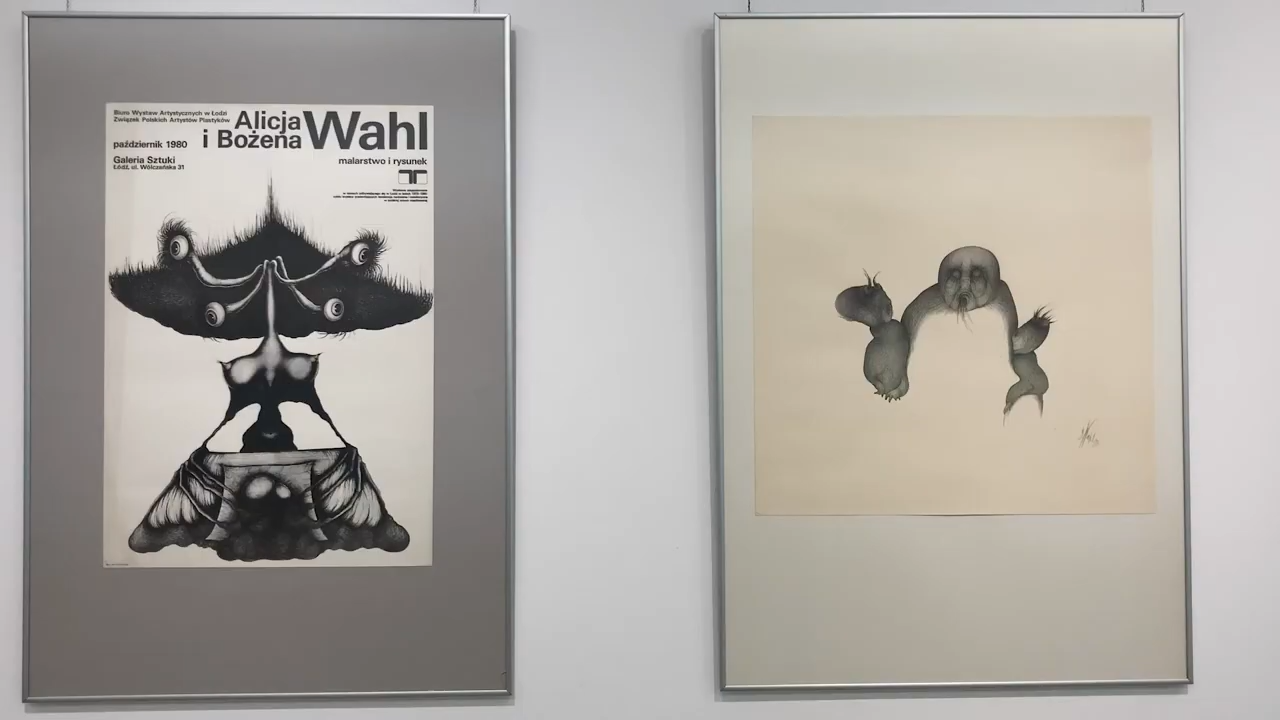 Biuro Wystaw Artystycznych w Łodzi
Związek Polskich Artystów Plastyków
Alicja
i Bożena
Wahl
październik 1980
Galeria Sztuki
Łódź, ul. Wólczańska 31
malarstwo i rysunek